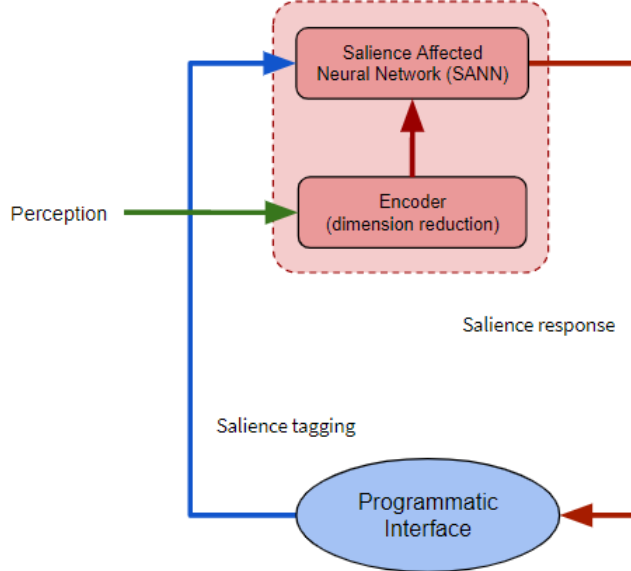 Salience Affected
Neural Network (SANN)
Perception
Encoder
(dimension reduction)
Salience response
Salience tagging
Programmatic
Interface